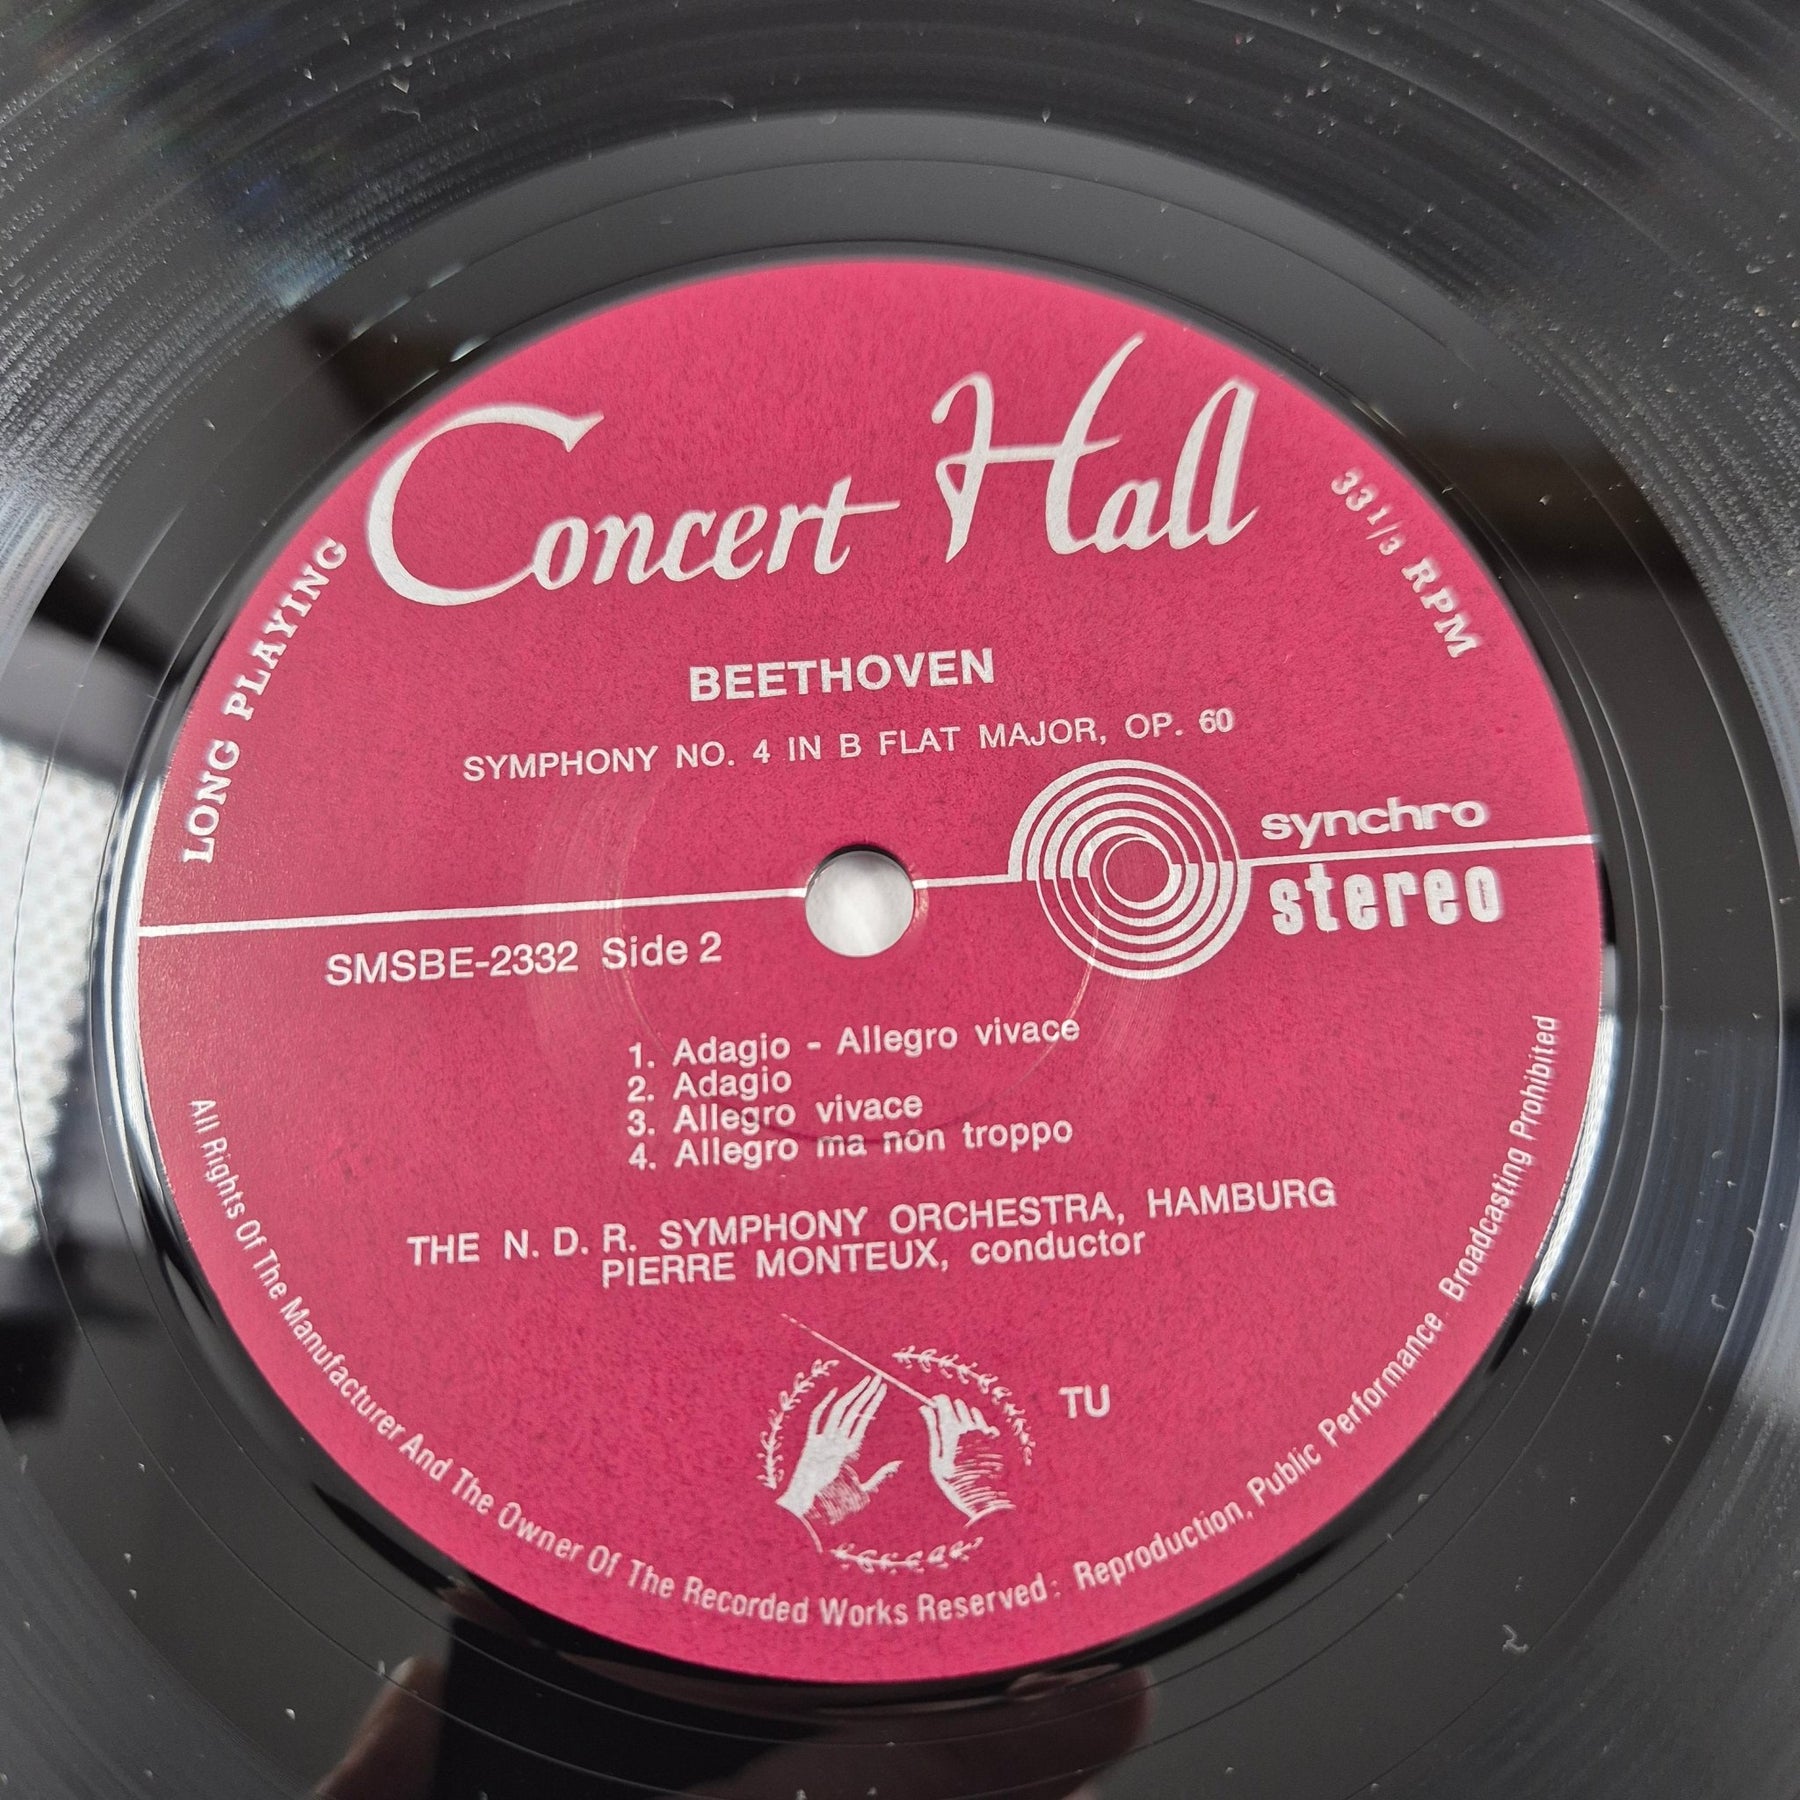 Concert Hall
LONG PLAYING
33 1/3 RPM
BEETHOVEN
SYMPHONY NO. 4 IN B FLAT MAJOR, OP. 60
synchro
stereo
SMSBE-2332 Side 2
1. Adagio - Allegro vivace
2. Adagio
3. Allegro vivace
4. Allegro ma non troppo
THE N. D. R. SYMPHONY ORCHESTRA, HAMBURG
PIERRE MONTEUX, conductor
TU
All Rights Of The Manufacturer And The Owner Of The Recorded Works Reserved: Reproduction, Public Performance Broadcasting Prohibited